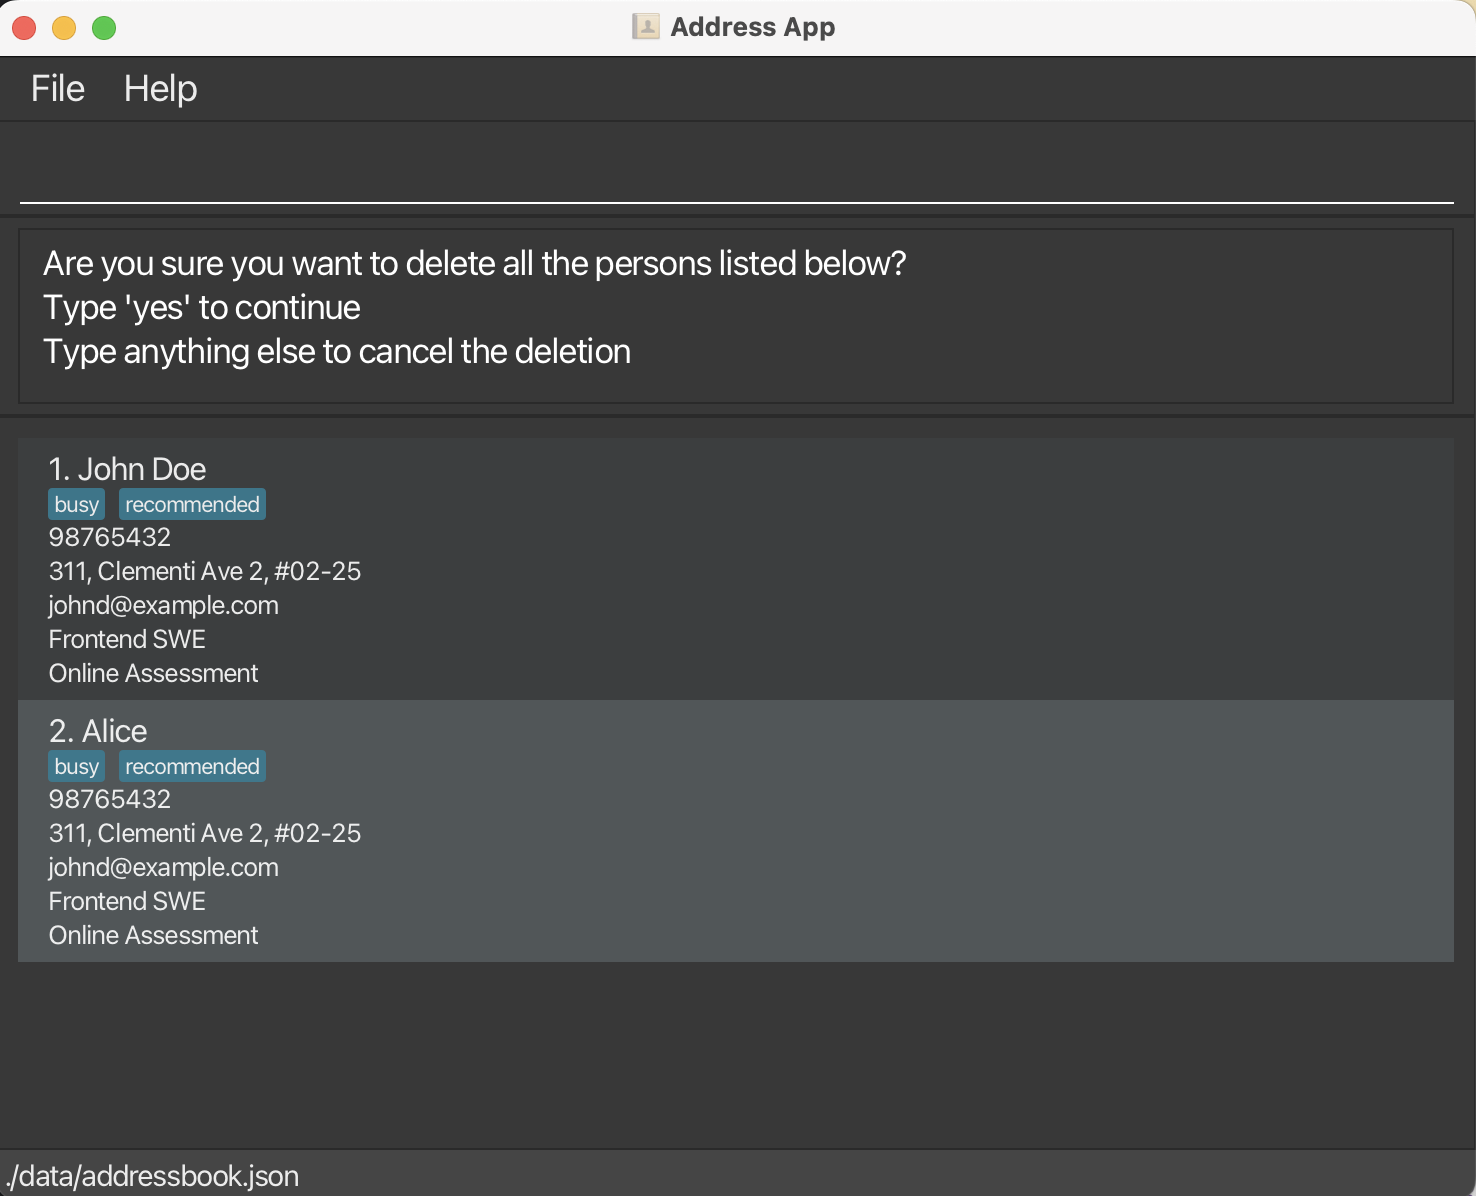 Address App
File Help
Are you sure you want to delete all the persons listed below?
Type 'yes' to continue
Type anything else to cancel the deletion
1. John Doe
busy recommended
98765432
311, Clementi Ave 2, #02-25
johnd@example.com
Frontend SWE
Online Assessment
2. Alice
busy recommended
98765432
311, Clementi Ave 2, #02-25
johnd@example.com
Frontend SWE
Online Assessment
./data/addressbook.json